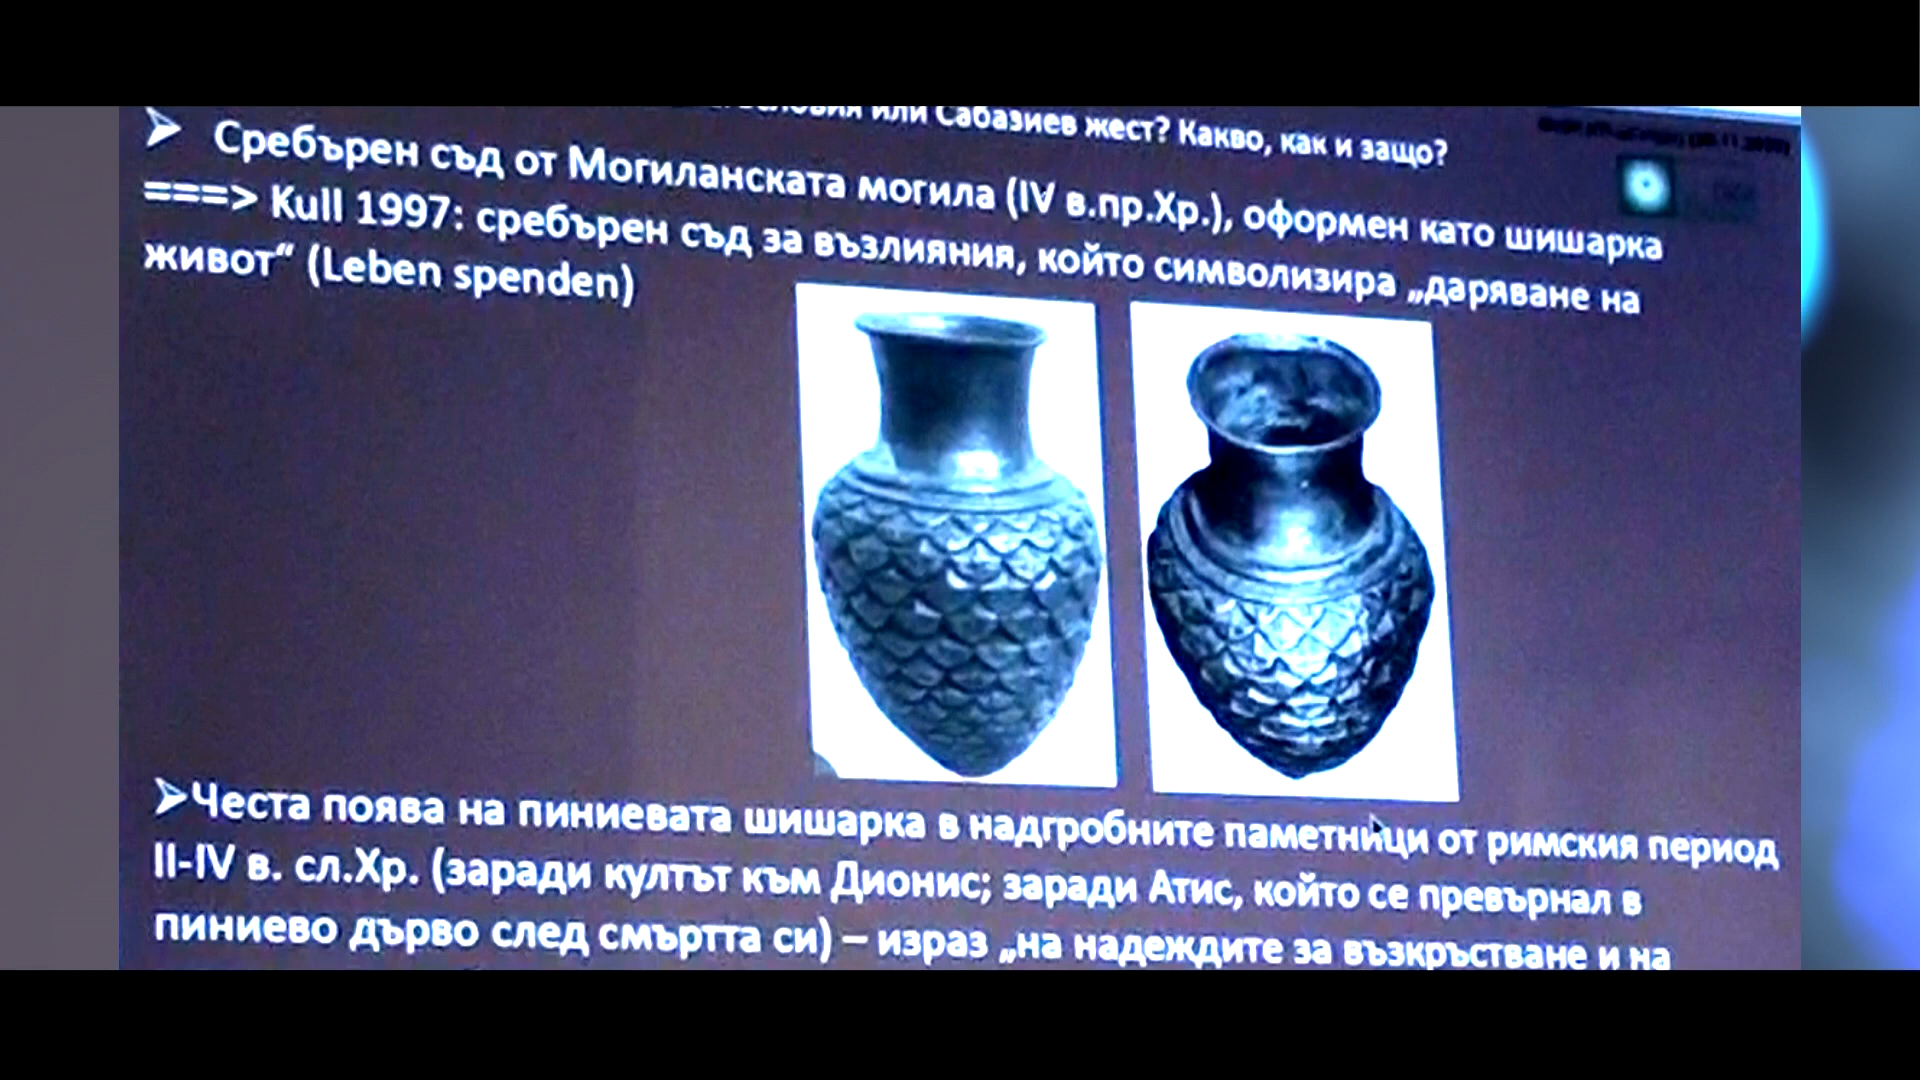 или Сабазиев жест? Какво, как и защо?
➢ Сребърен съд от Могиланската могила (IV в.пр.Хр.), оформен като шишарка
===> Kull 1997: сребърен съд за възлияния, който символизира „даряване на
живот“ (Leben spenden)
➢Честа поява на пиниевата шишарка в надгробните паметници от римския период
II-IV в. сл.Хр. (заради култът към Дионис; заради Атис, който се превърнал в
пиниево дърво след смъртта си) – израз „на надеждите за възкръстване и на